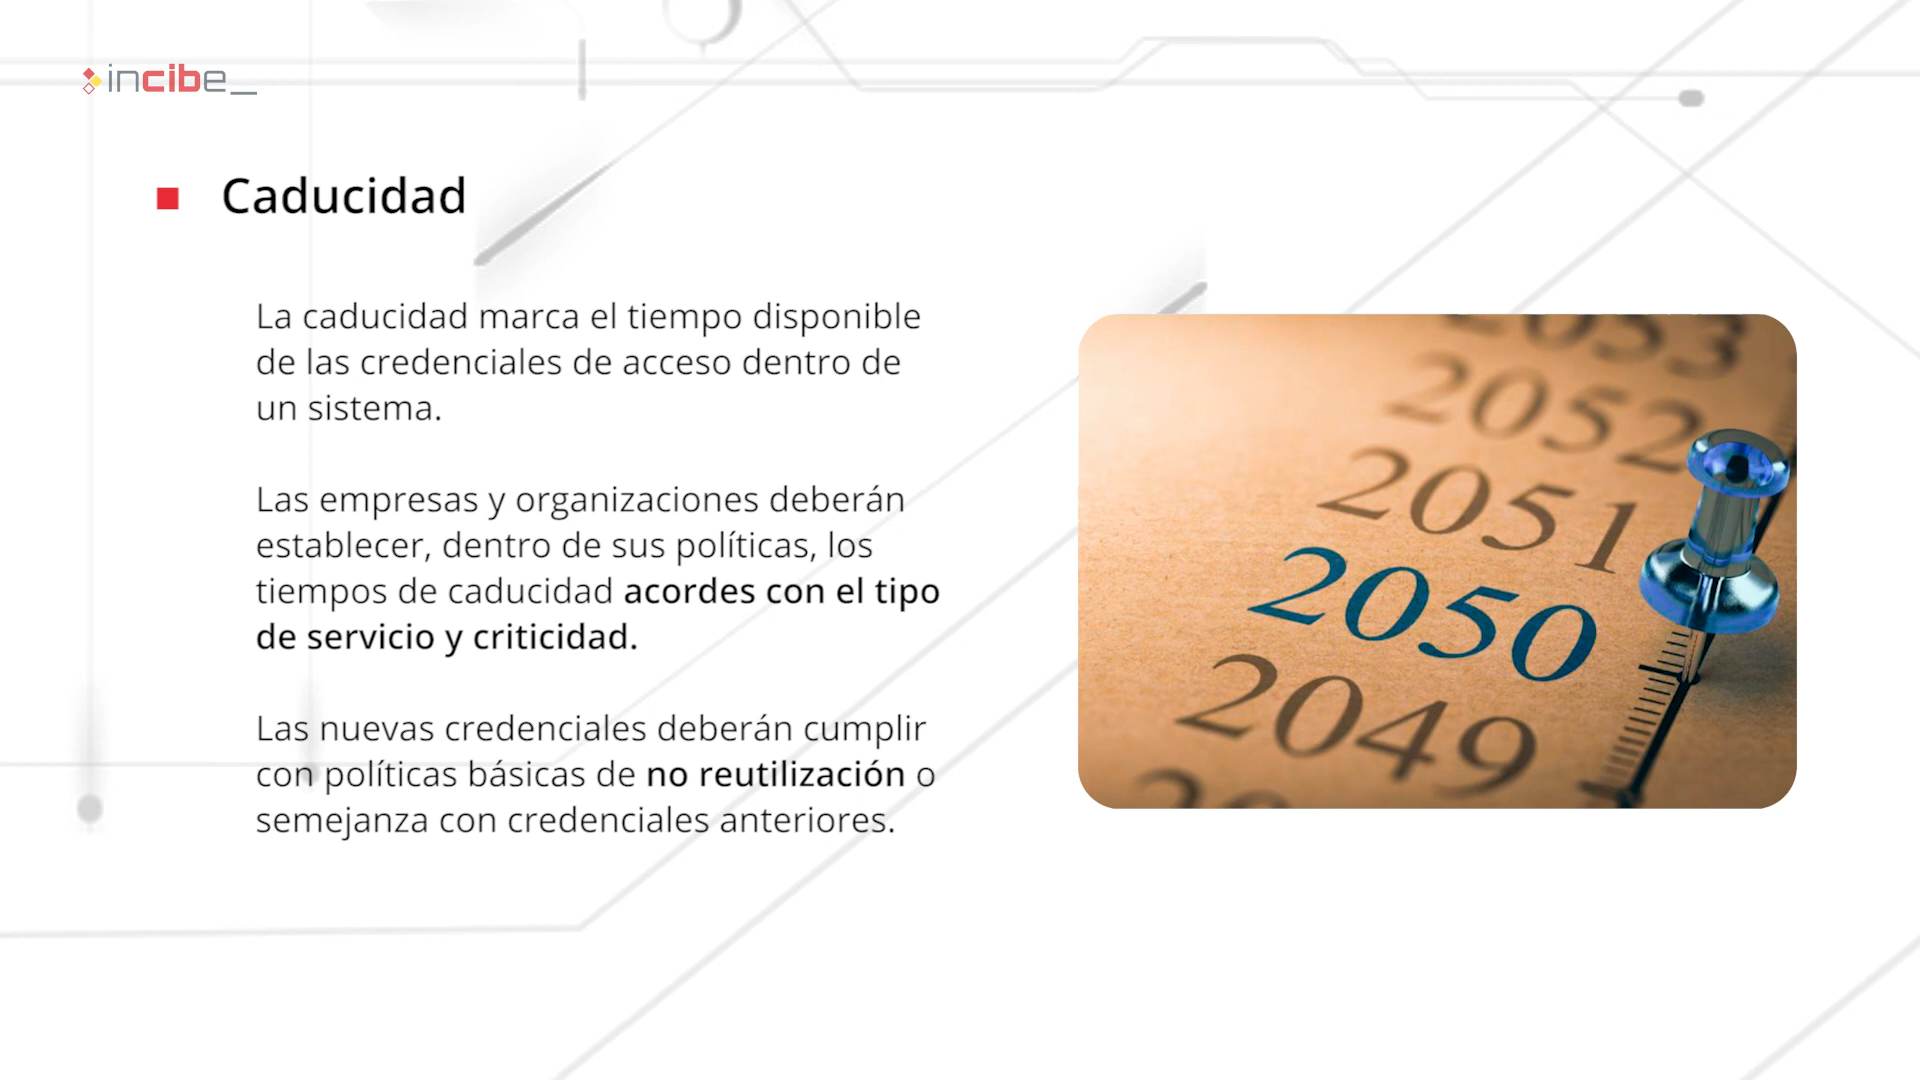 incibe_
Caducidad
La caducidad marca el tiempo disponible
de las credenciales de acceso dentro de
un sistema.
Las empresas y organizaciones deberán
establecer, dentro de sus políticas, los
tiempos de caducidad acordes con el tipo
de servicio y criticidad.
Las nuevas credenciales deberán cumplir
con políticas básicas de no reutilización o
semejanza con credenciales anteriores.
2053
2052
2051
2050
2049